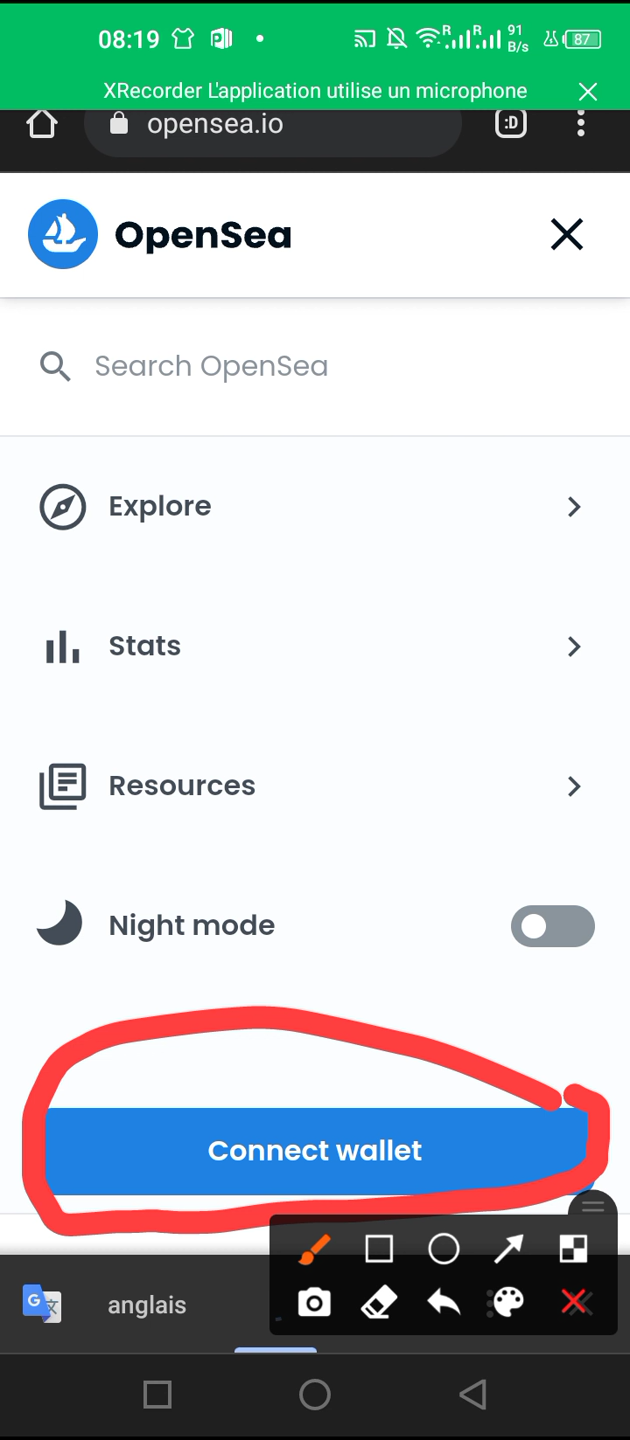 08:19
91
B/s
87
XRecorder L'application utilise un microphone
opensea.io
:D
OpenSea
Search OpenSea
Explore
Stats
Resources
Night mode
Connect wallet
anglais